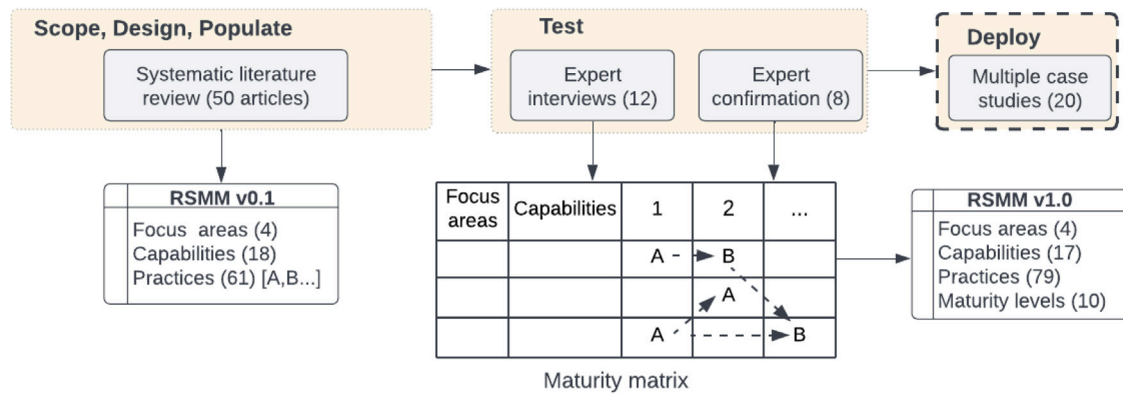 Scope, Design, Populate
Systematic literature
review (50 articles)
Test
Expert
interviews (12)
Expert
confirmation (8)
Deploy
Multiple case
studies (20)
RSMM v0.1
Focus areas (4)
Capabilities (18)
Practices (61) [A,B...]
Focus
areas
Capabilities
1
2
...
A
B
A
A
B
Maturity matrix
RSMM v1.0
Focus areas (4)
Capabilities (17)
Practices (79)
Maturity levels (10)